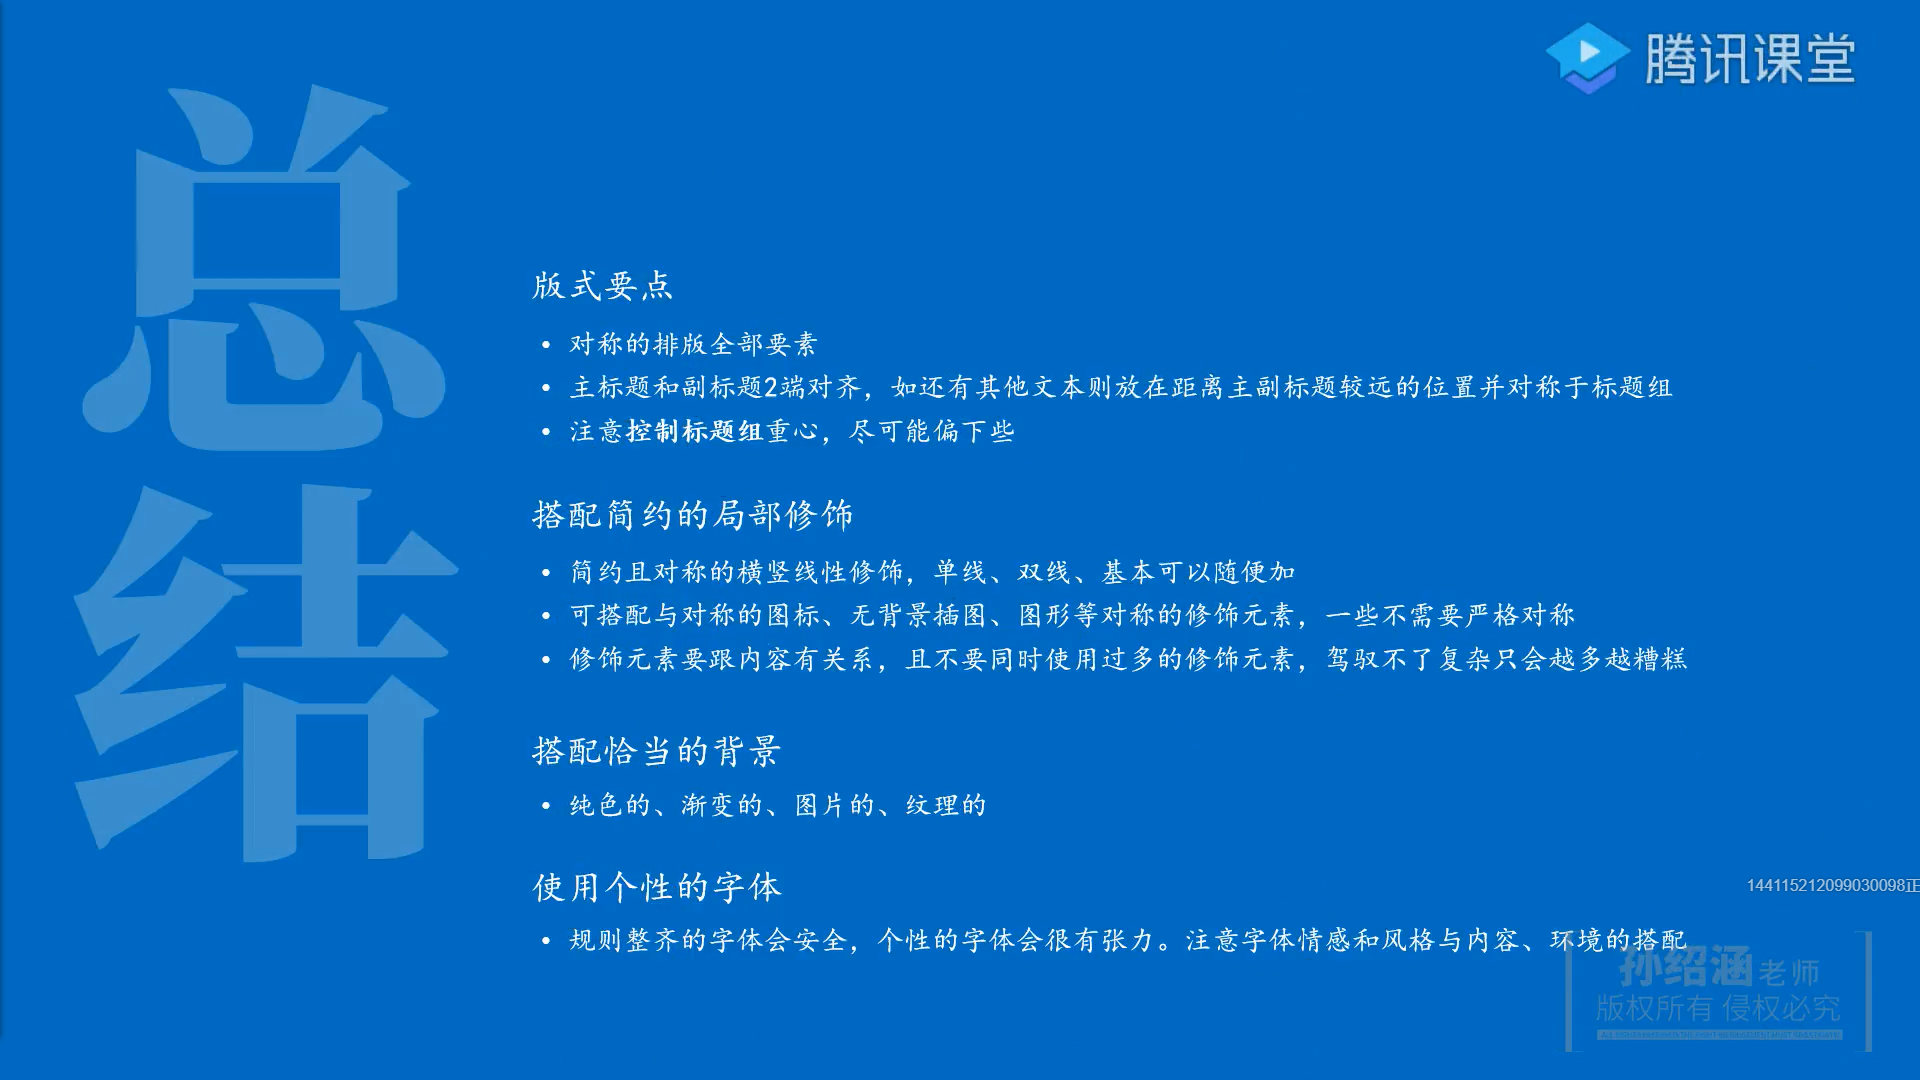 腾讯课堂
总结
版式要点
• 对称的排版全部要素
• 主标题和副标题2端对齐，如还有其他文本则放在距离主副标题较远的位置并对称于标题组
• 注意控制标题组重心，尽可能偏下些
搭配简约的局部修饰
• 简约且对称的横竖线性修饰，单线、双线、基本可以随便加
• 可搭配与对称的图标、无背景插图、图形等对称的修饰元素，一些不需要严格对称
• 修饰元素要跟内容有关系，且不要同时使用过多的修饰元素，驾驭不了复杂只会越多越糟糕
搭配恰当的背景
• 纯色的、渐变的、图片的、纹理的
使用个性的字体
• 规则整齐的字体会安全，个性的字体会很有张力。注意字体情感和风格与内容、环境的搭配
144115212099030098正
孙绍涵老师
版权所有 侵权必究